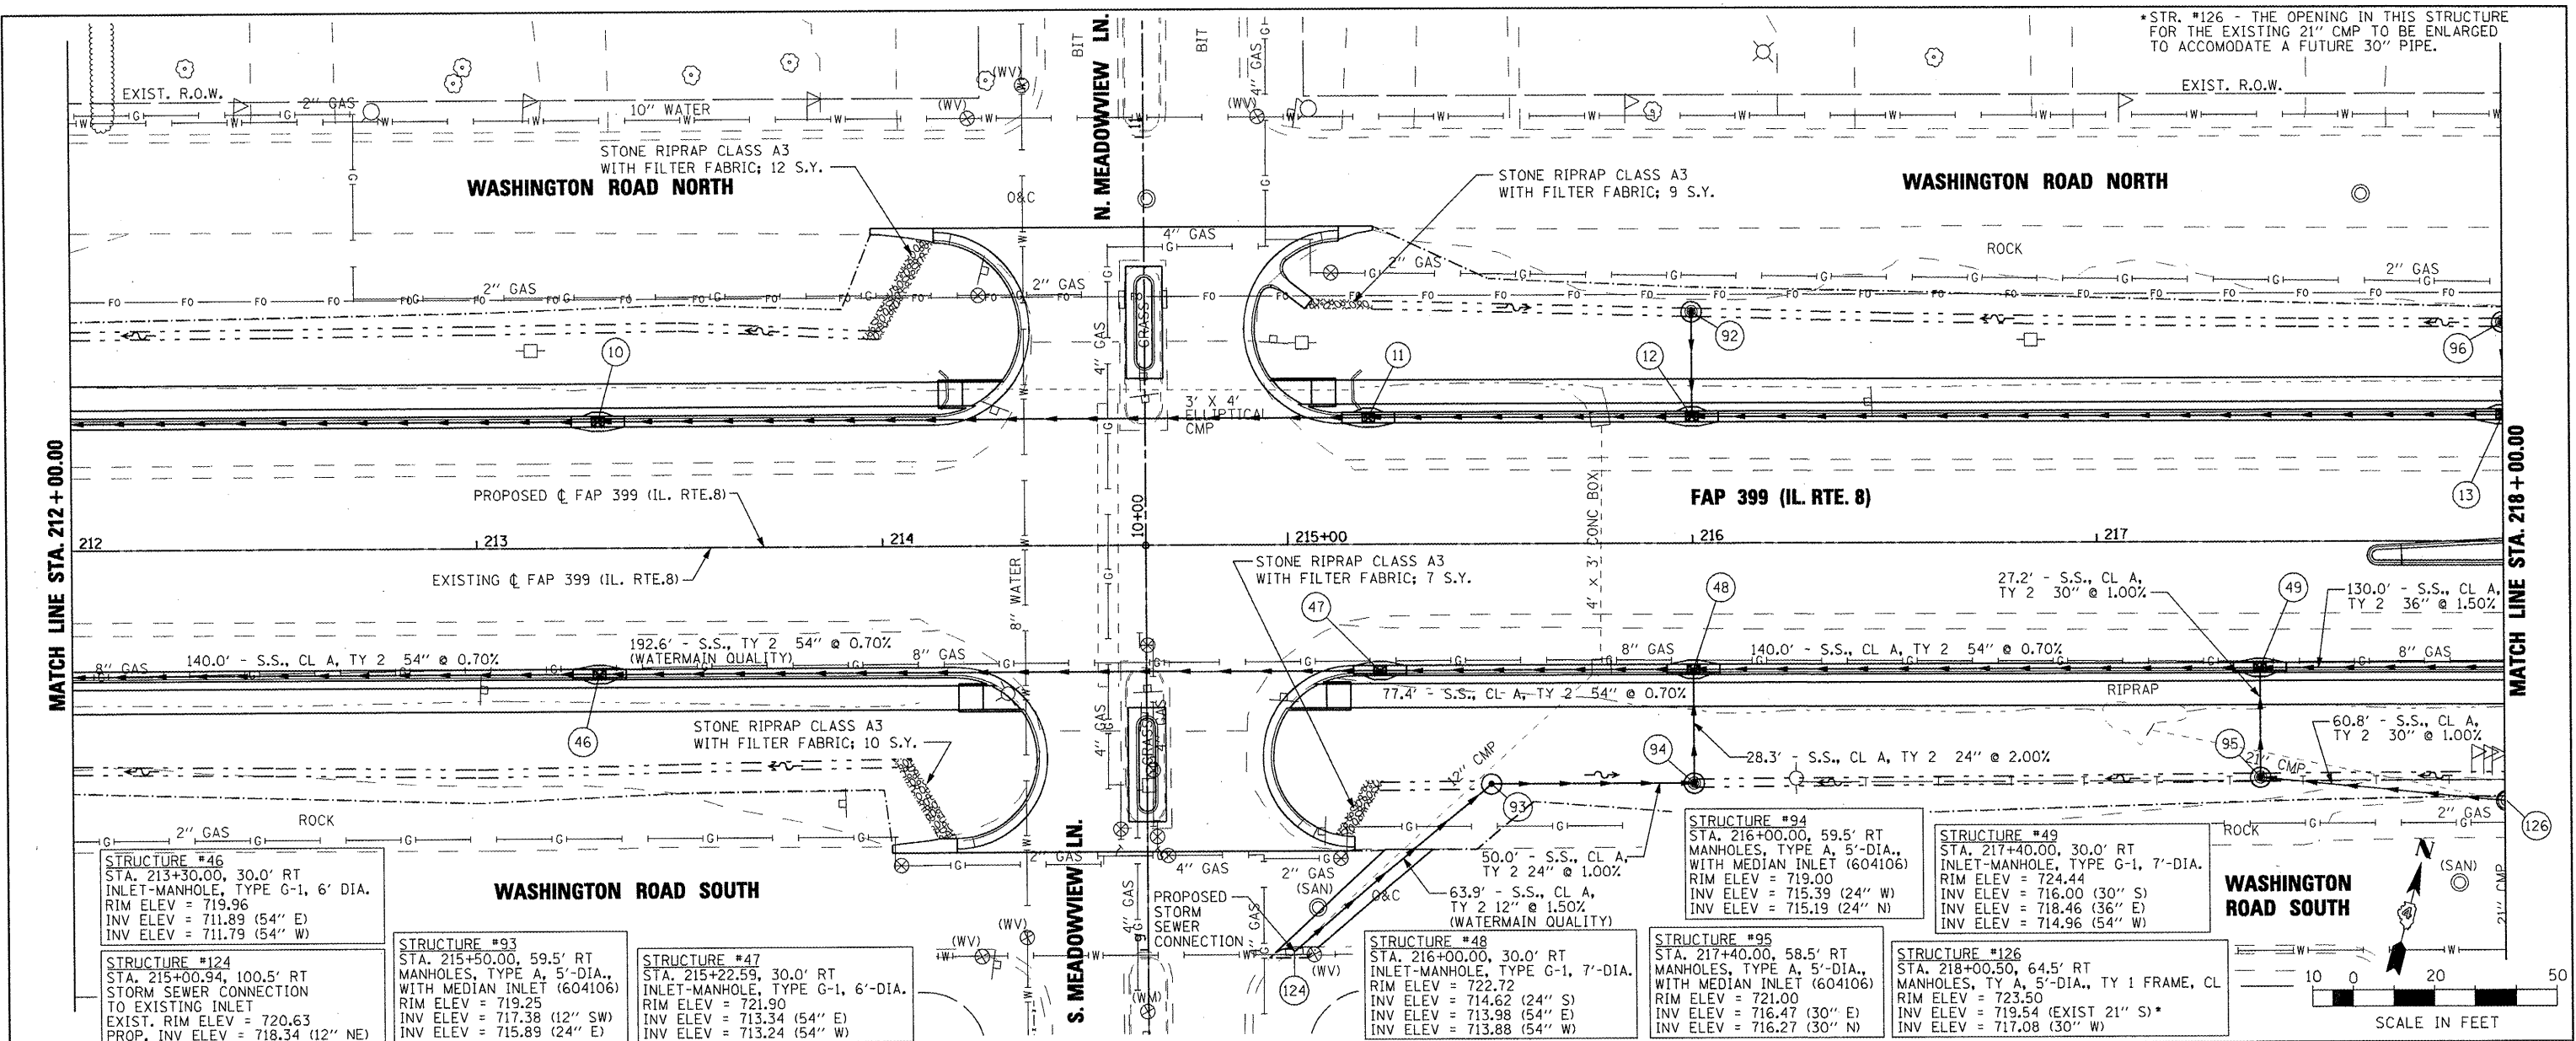 *STR. #126 - THE OPENING IN THIS STRUCTURE
FOR THE EXISTING 21" CMP TO BE ENLARGED
TO ACCOMODATE A FUTURE 30" PIPE.
EXIST. R.O.W.
2" GAS
10" WATER
(WV)
(WV)
BIT
N. MEADOWVIEW LN.
BIT
4" GAS
(WV)
EXIST. R.O.W.
STONE RIPRAP CLASS A3
WITH FILTER FABRIC; 12 S.Y.
WASHINGTON ROAD NORTH
O&C
11
STONE RIPRAP CLASS A3
WITH FILTER FABRIC; 9 S.Y.
WASHINGTON ROAD NORTH
4" GAS
ROCK
2" GAS
2" GAS
2" GAS
2" GAS
GRASS
4" GAS
92
96
10
11
12
3' X 4'
ELLIPTICAL
CMP
MATCH LINE STA. 212+00.00
PROPOSED ℄ FAP 399 (IL. RTE.8)
10+00
4' X 3' CONC BOX
FAP 399 (IL. RTE. 8)
13
MATCH LINE STA. 218+00.00
212
213
214
215+00
216
217
EXISTING ℄ FAP 399 (IL. RTE.8)
8" WATER
STONE RIPRAP CLASS A3
WITH FILTER FABRIC; 7 S.Y.
27.2' - S.S., CL A,
TY 2 30" @ 1.00%
47
48
49
130.0' - S.S., CL A,
TY 2 36" @ 1.50%
8" GAS
140.0' - S.S., CL A, TY 2 54" @ 0.70%
192.6' - S.S., TY 2 54" @ 0.70%
(WATERMAIN QUALITY)
8" GAS
8" GAS
140.0' - S.S., CL A, TY 2 54" @ 0.70%
8" GAS
77.4' - S.S., CL A, TY 2 54" @ 0.70%
RIPRAP
46
STONE RIPRAP CLASS A3
WITH FILTER FABRIC; 10 S.Y.
4" GAS
GRASS
4" GAS
12" CMP
94
28.3' - S.S., CL A, TY 2 24" @ 2.00%
95
21" CMP
60.8' - S.S., CL A,
TY 2 30" @ 1.00%
93
2" GAS
126
ROCK
2" GAS
ROCK
2" GAS
4" GAS
2" GAS
(SAN)
O&C
50.0' - S.S., CL A,
TY 2 24" @ 1.00%
63.9' - S.S., CL A,
TY 2 12" @ 1.50%
(WATERMAIN QUALITY)
WASHINGTON ROAD SOUTH
S. MEADOWVIEW LN.
4" GAS
9
PROPOSED
STORM
SEWER
CONNECTION
4" GAS
(WV)
(WV)
(WV)
(WM)
124
WASHINGTON
ROAD SOUTH
N
(SAN)
21" CMP
STRUCTURE #46
STA. 213+30.00, 30.0' RT
INLET-MANHOLE, TYPE G-1, 6' DIA.
RIM ELEV = 719.96
INV ELEV = 711.89 (54" E)
INV ELEV = 711.79 (54" W)
STRUCTURE #124
STA. 215+00.94, 100.5' RT
STORM SEWER CONNECTION
TO EXISTING INLET
EXIST. RIM ELEV = 720.63
PROP. INV ELEV = 718.34 (12" NE)
STRUCTURE #93
STA. 215+50.00, 59.5' RT
MANHOLES, TYPE A, 5'-DIA.,
WITH MEDIAN INLET (604106)
RIM ELEV = 719.25
INV ELEV = 717.38 (12" SW)
INV ELEV = 715.89 (24" E)
STRUCTURE #47
STA. 215+22.59, 30.0' RT
INLET-MANHOLE, TYPE G-1, 6'-DIA.
RIM ELEV = 721.90
INV ELEV = 713.34 (54" E)
INV ELEV = 713.24 (54" W)
STRUCTURE #48
STA. 216+00.00, 30.0' RT
INLET-MANHOLE, TYPE G-1, 7'-DIA.
RIM ELEV = 722.72
INV ELEV = 714.62 (24" S)
INV ELEV = 713.98 (54" E)
INV ELEV = 713.88 (54" W)
STRUCTURE #94
STA. 216+00.00, 59.5' RT
MANHOLES, TYPE A, 5'-DIA.,
WITH MEDIAN INLET (604106)
RIM ELEV = 719.00
INV ELEV = 715.39 (24" W)
INV ELEV = 715.19 (24" N)
STRUCTURE #95
STA. 217+40.00, 58.5' RT
MANHOLES, TYPE A, 5'-DIA.,
WITH MEDIAN INLET (604106)
RIM ELEV = 721.00
INV ELEV = 716.47 (30" E)
INV ELEV = 716.27 (30" N)
STRUCTURE #49
STA. 217+40.00, 30.0' RT
INLET-MANHOLE, TYPE G-1, 7'-DIA.
RIM ELEV = 724.44
INV ELEV = 716.00 (30" S)
INV ELEV = 718.46 (36" E)
INV ELEV = 714.96 (54" W)
STRUCTURE #126
STA. 218+00.50, 64.5' RT
MANHOLES, TY A, 5'-DIA., TY 1 FRAME, CL
RIM ELEV = 723.50
INV ELEV = 719.54 (EXIST 21" S)*
INV ELEV = 717.08 (30" W)
10 0 20 50
SCALE IN FEET